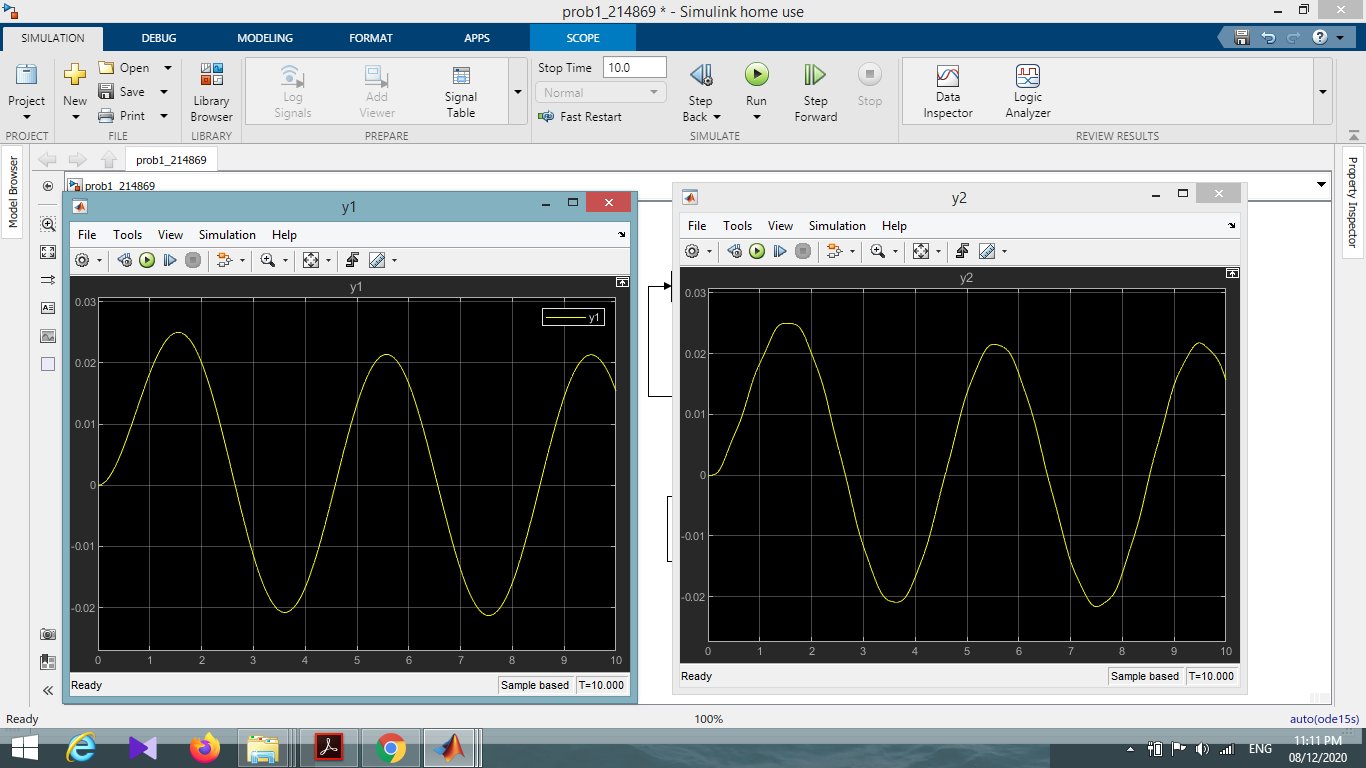 prob1_214869 * - Simulink home use
SIMULATION DEBUG MODELING FORMAT APPS SCOPE
Project New Open Save Print Library Browser Log Signals Add Viewer Signal Table Stop Time 10.0 Normal Fast Restart Step Back Run Step Forward Stop Data Inspector Logic Analyzer
PROJECT FILE LIBRARY PREPARE SIMULATE REVIEW RESULTS
Model Browser
prob1_214869
prob1_214869
Property Inspector
y1
File Tools View Simulation Help
y1
y1
0.03
0.02
0.01
0
-0.01
-0.02
0 1 2 3 4 5 6 7 8 9 10
Ready Sample based T=10.000
y2
File Tools View Simulation Help
y2
0.03
0.02
0.01
0
-0.01
-0.02
0 1 2 3 4 5 6 7 8 9 10
Ready Sample based T=10.000
Ready 100% auto(ode15s)
ENG 11:11 PM
08/12/2020